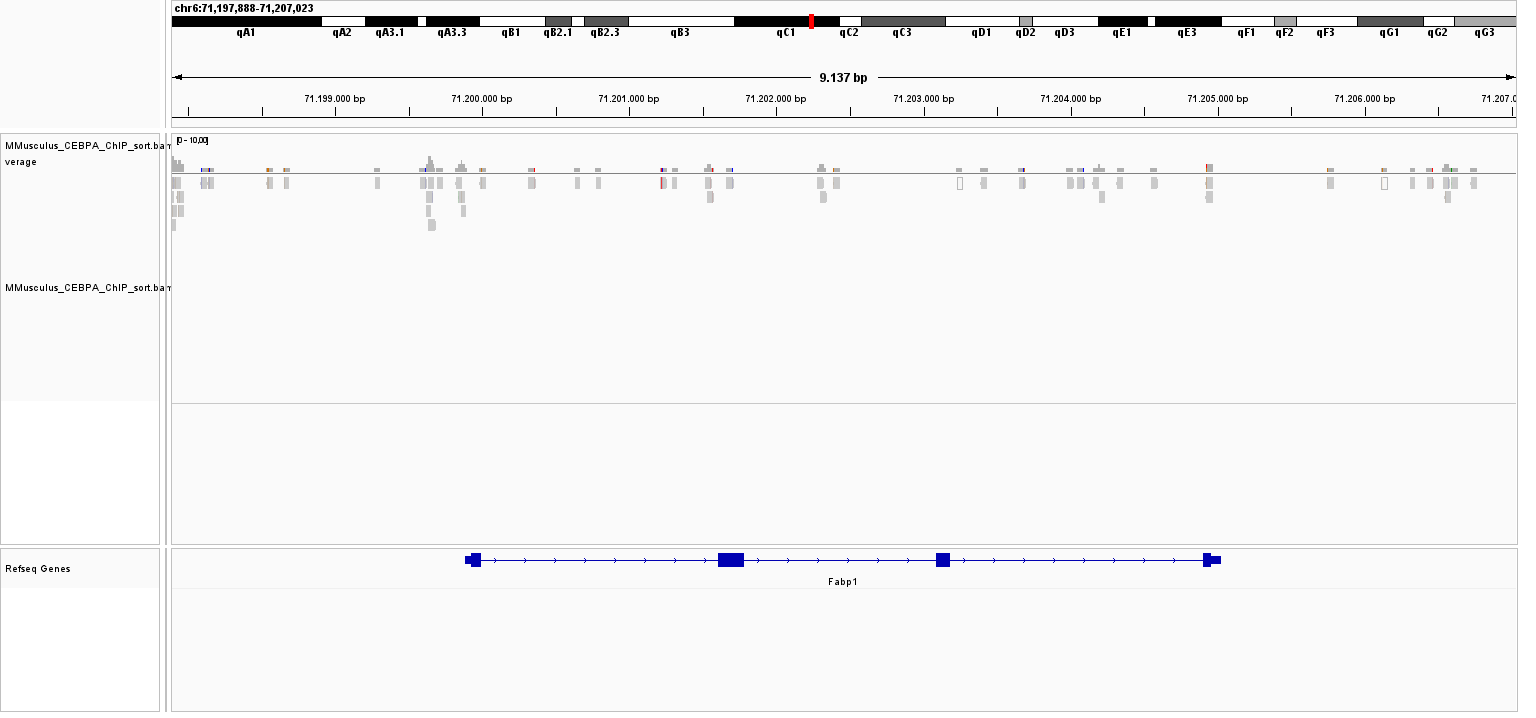 chr6:71,197,888-71,207,023
qA1 qA2 qA3.1 qA3.3 qB1 qB2.1 qB2.3 qB3 qC1 qC2 qC3 qD1 qD2 qD3 qE1 qE3 qF1 qF2 qF3 qG1 qG2 qG3
9.137 bp
71.199.000 bp 71.200.000 bp 71.201.000 bp 71.202.000 bp 71.203.000 bp 71.204.000 bp 71.205.000 bp 71.206.000 bp 71.207.0
[0 - 10,00]
MMusculus_CEBPA_ChIP_sort.bam
verage
MMusculus_CEBPA_ChIP_sort.bam
Refseq Genes
Fabp1